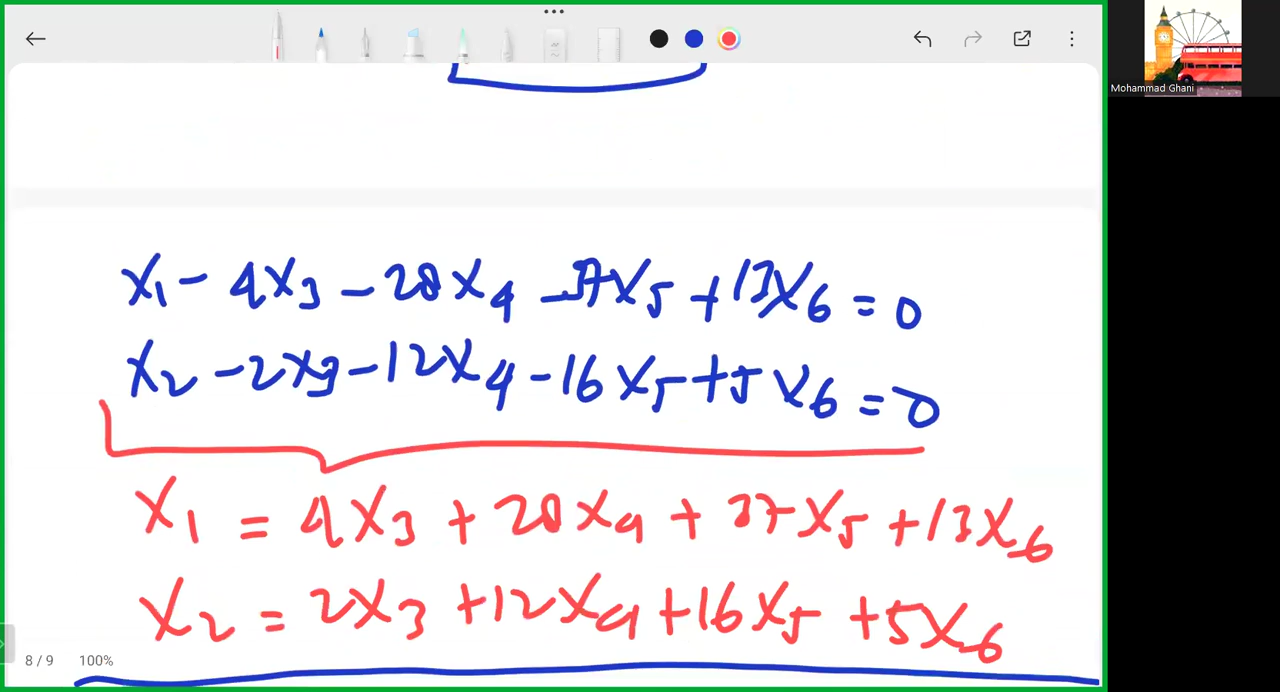 Mohammad Ghani
x₁ - 4x₃ - 28x₄ - 37x₅ + 13x₆ = 0
x₂ - 2x₃ - 12x₄ - 16x₅ + 5x₆ = 0
x₁ = 4x₃ + 28x₄ + 37x₅ + 13x₆
x₂ = 2x₃ + 12x₄ + 16x₅ + 5x₆
8 / 9 100%